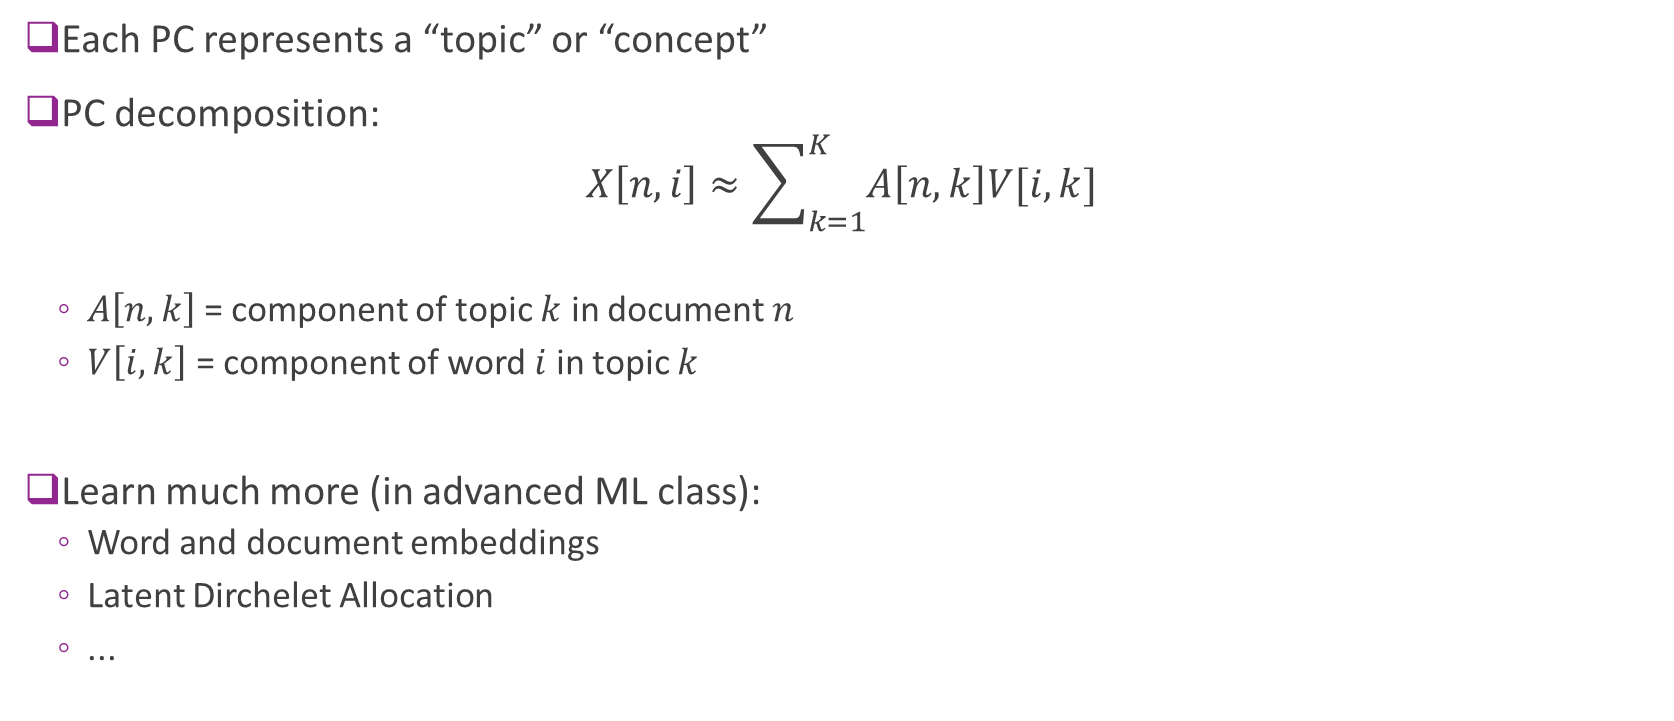 ❑Each PC represents a “topic” or “concept”
❑PC decomposition:
X[n, i] ≈ ∑_{k=1}^{K} A[n, k]V[i, k]
◦ A[n, k] = component of topic k in document n
◦ V[i, k] = component of word i in topic k
❑Learn much more (in advanced ML class):
◦ Word and document embeddings
◦ Latent Dirchelet Allocation
◦ ...